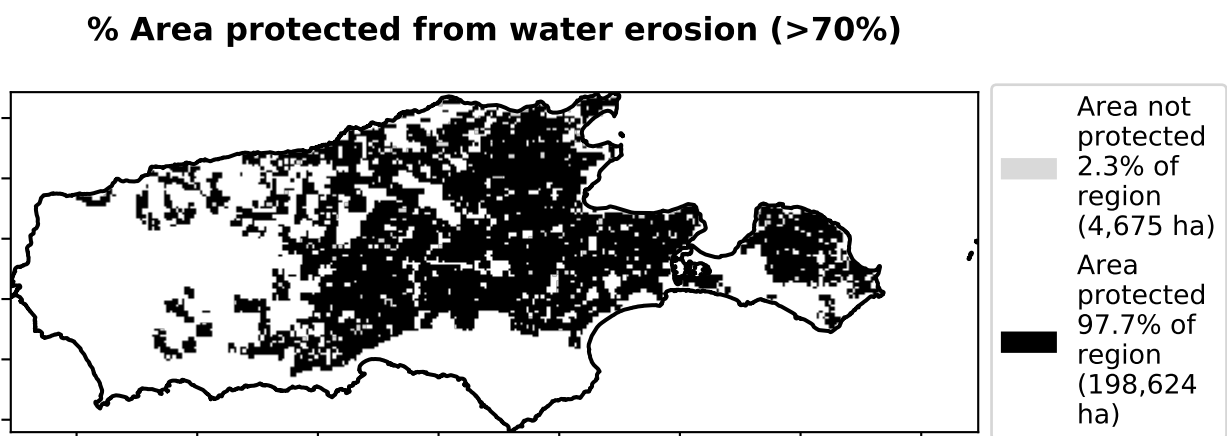 % Area protected from water erosion (>70%)
Area not
protected
2.3% of
region
(4,675 ha)
Area
protected
97.7% of
region
(198,624
ha)